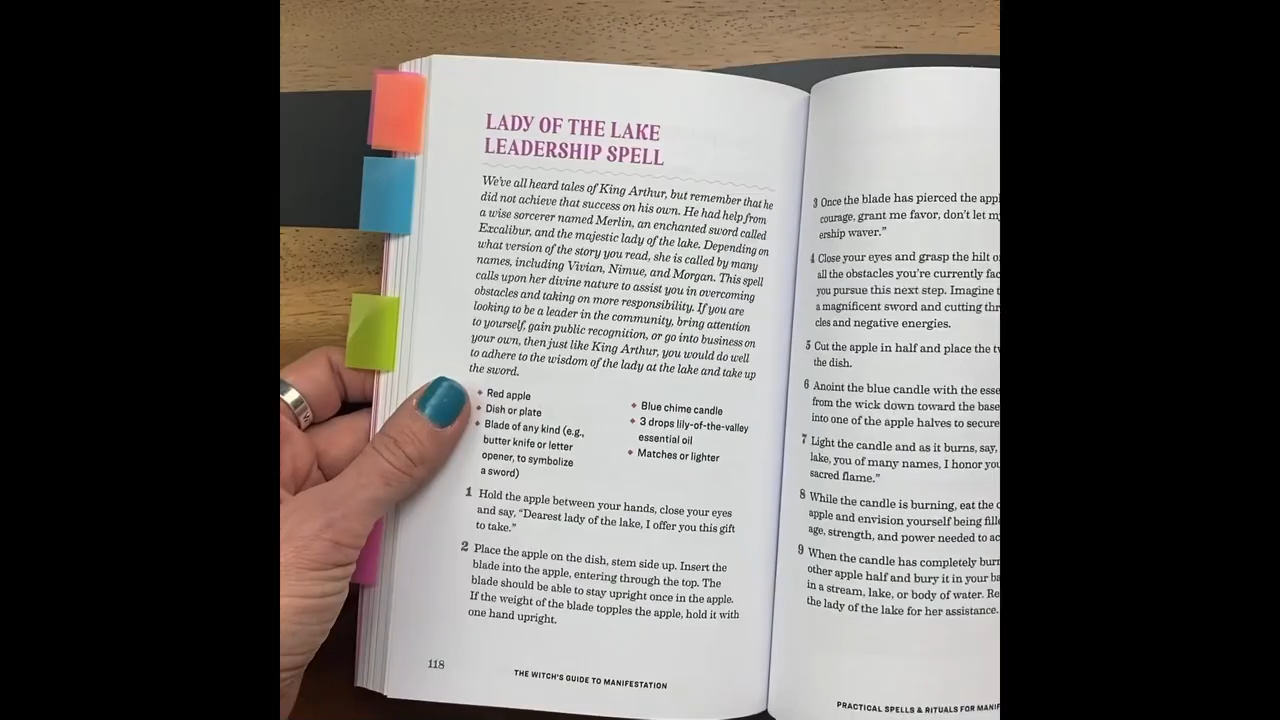 LADY OF THE LAKE
LEADERSHIP SPELL
We've all heard tales of King Arthur, but remember that he
did not achieve that success on his own. He had help from
a wise sorcerer named Merlin, an enchanted sword called
Excalibur, and the majestic lady of the lake. Depending on
what version of the story you read, she is called by many
names, including Vivian, Nimue, and Morgan. This spell
calls upon her divine nature to assist you in overcoming
obstacles and taking on more responsibility. If you are
looking to be a leader in the community, bring attention
to yourself, gain public recognition, or go into business on
your own, then just like King Arthur, you would do well
to adhere to the wisdom of the lady at the lake and take up
the sword.
Red apple
Dish or plate
Blade of any kind (e.g.,
butter knife or letter
opener, to symbolize
a sword)
Blue chime candle
3 drops lily-of-the-valley
essential oil
Matches or lighter
1 Hold the apple between your hands, close your eyes
and say, "Dearest lady of the lake, I offer you this gift
to take."
2 Place the apple on the dish, stem side up. Insert the
blade into the apple, entering through the top. The
blade should be able to stay upright once in the apple.
If the weight of the blade topples the apple, hold it with
one hand upright.
118
THE WITCH'S GUIDE TO MANIFESTATION
3 Once the blade has pierced the appl
courage, grant me favor, don't let m
ership waver."
4 Close your eyes and grasp the hilt o
all the obstacles you're currently fac
you pursue this next step. Imagine t
a magnificent sword and cutting thr
cles and negative energies.
5 Cut the apple in half and place the tw
the dish.
6 Anoint the blue candle with the esse
from the wick down toward the base
into one of the apple halves to secure
7 Light the candle and as it burns, say,
lake, you of many names, I honor you
sacred flame."
8 While the candle is burning, eat the o
apple and envision yourself being fille
age, strength, and power needed to ac
9 When the candle has completely burn
other apple half and bury it in your ba
in a stream, lake, or body of water. Re
the lady of the lake for her assistance.
PRACTICAL SPELLS & RITUALS FOR MANIF